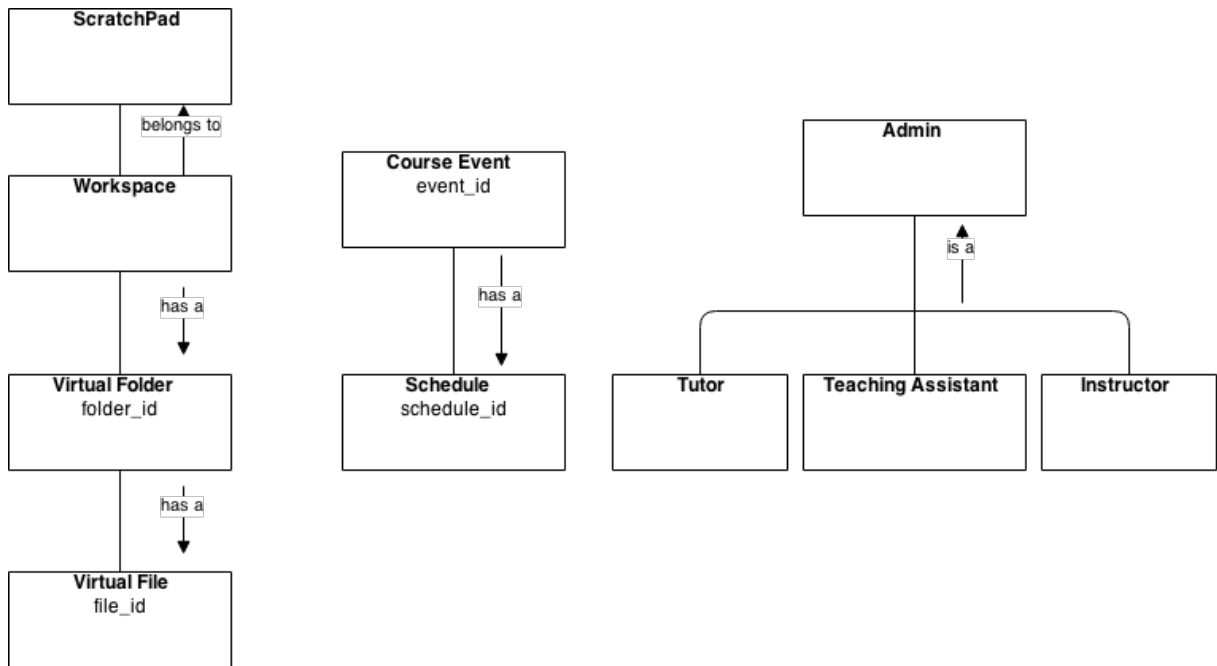 ScratchPad
belongs to
Workspace
has a
Virtual Folder
folder_id
has a
Virtual File
file_id
Course Event
event_id
has a
Schedule
schedule_id
Admin
is a
Tutor
Teaching Assistant
Instructor